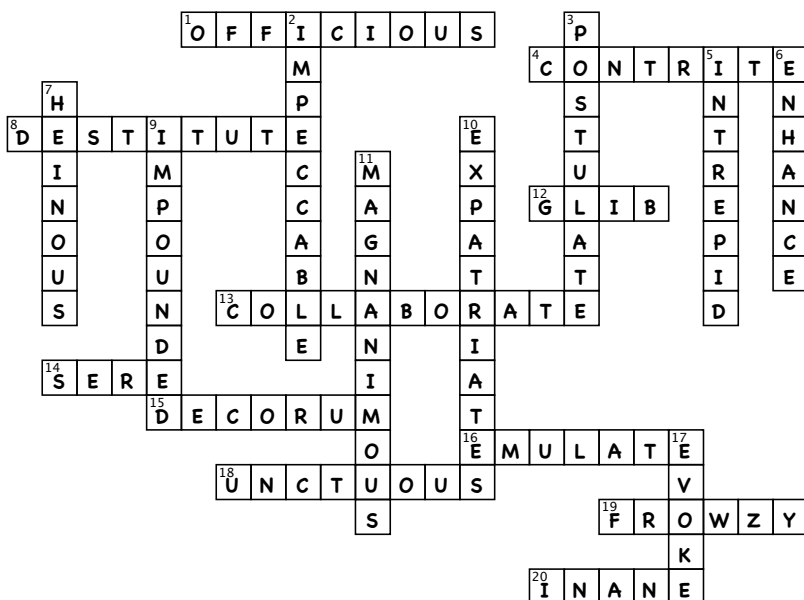 1 OFFICIOUS
2 IMPECCABLE
3 POSTULATE
4 CONTRITE
5 INTREPID
6 ENHANCE
7 HEINOUS
8 DESTITUTE
9 IMPOUNDED
10 EXPATRIATES
11 MAGNANIMOUS
12 GLIB
13 COLLABORATE
14 SERE
15 DECORUM
16 EMULATE
17 EVOKE
18 UNCTUOUS
19 FROWZY
20 INANE